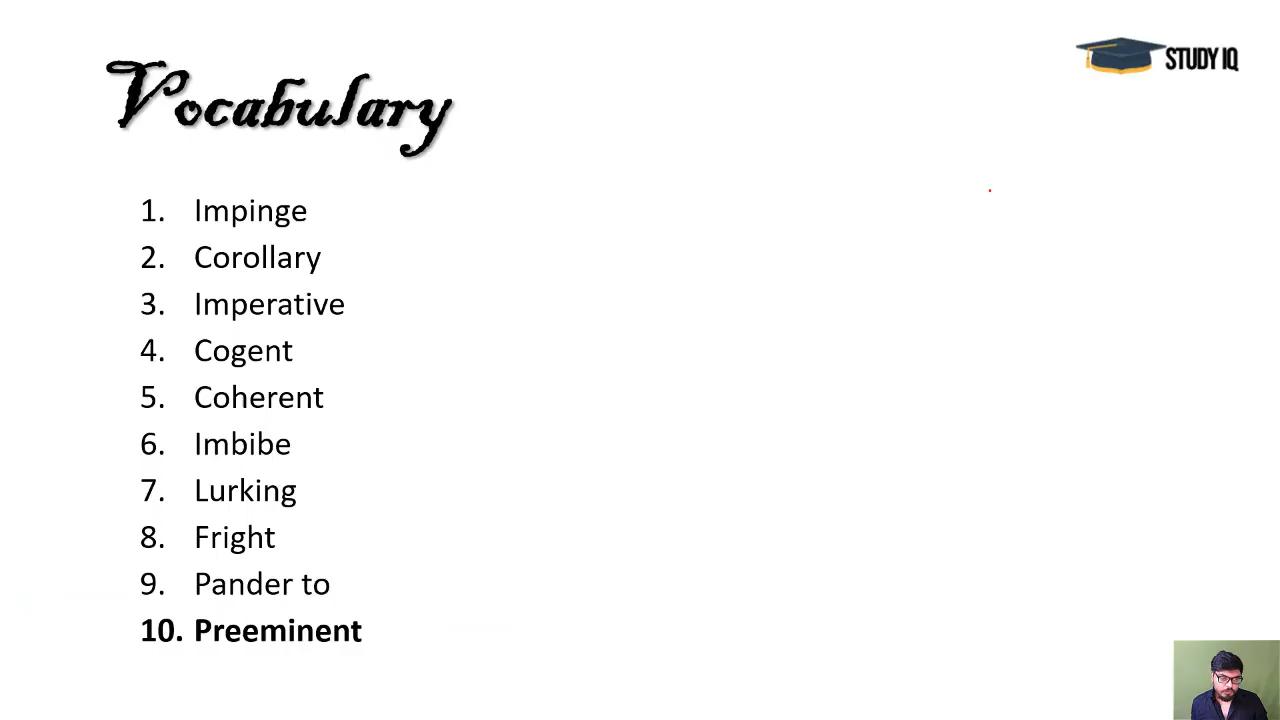 Vocabulary
STUDY IQ
1. Impinge
2. Corollary
3. Imperative
4. Cogent
5. Coherent
6. Imbibe
7. Lurking
8. Fright
9. Pander to
10. Preeminent